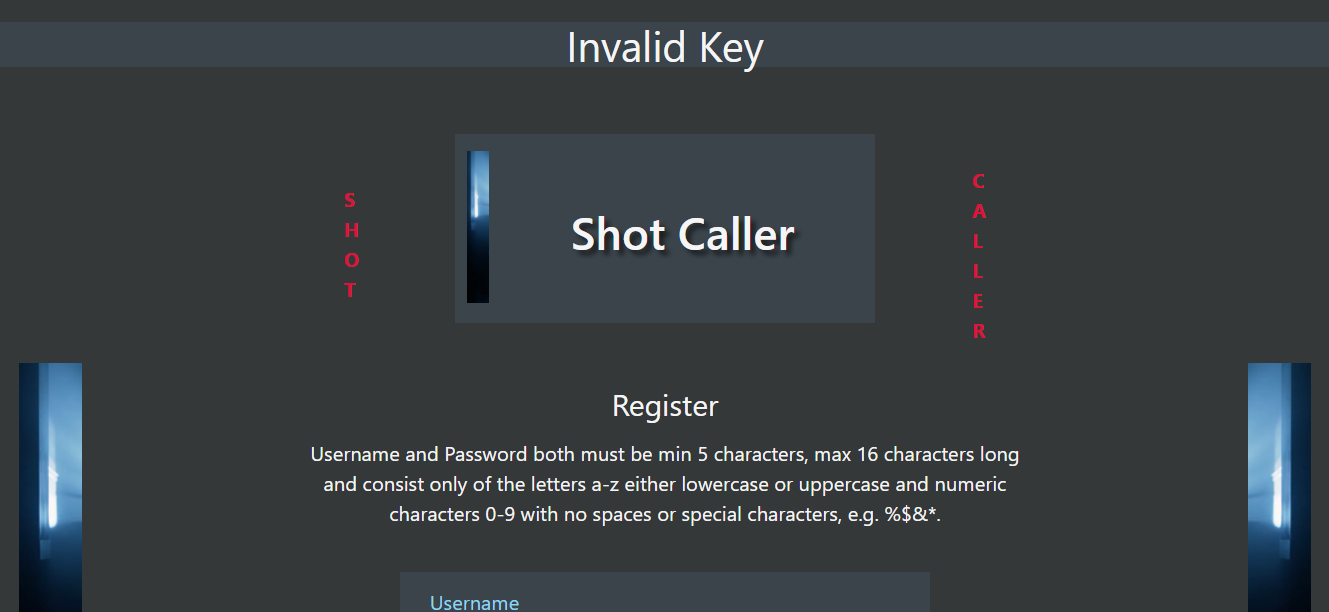 Invalid Key
S
H
O
T
Shot Caller
C
A
L
L
E
R
Register
Username and Password both must be min 5 characters, max 16 characters long
and consist only of the letters a-z either lowercase or uppercase and numeric
characters 0-9 with no spaces or special characters, e.g. %$&*.
Username